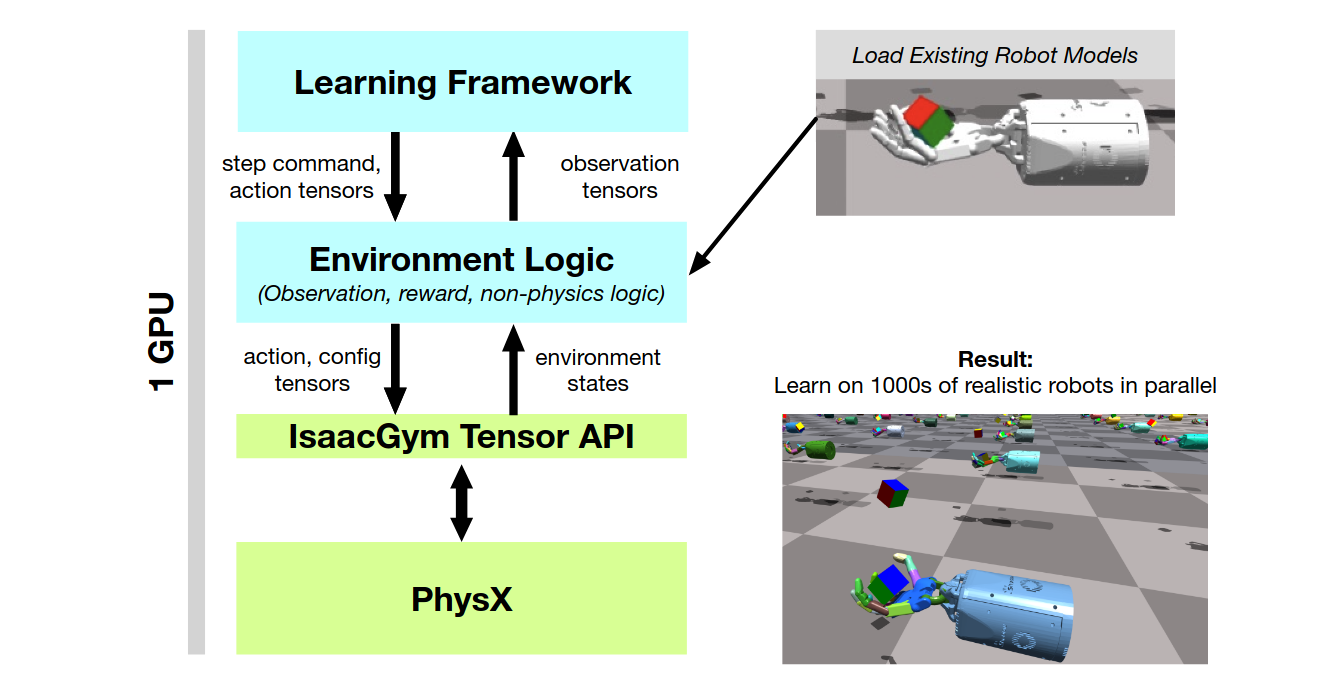 Learning Framework
step command,
action tensors
observation
tensors
Environment Logic
(Observation, reward, non-physics logic)
action, config
tensors
environment
states
IsaacGym Tensor API
PhysX
1 GPU
Load Existing Robot Models
Result:
Learn on 1000s of realistic robots in parallel